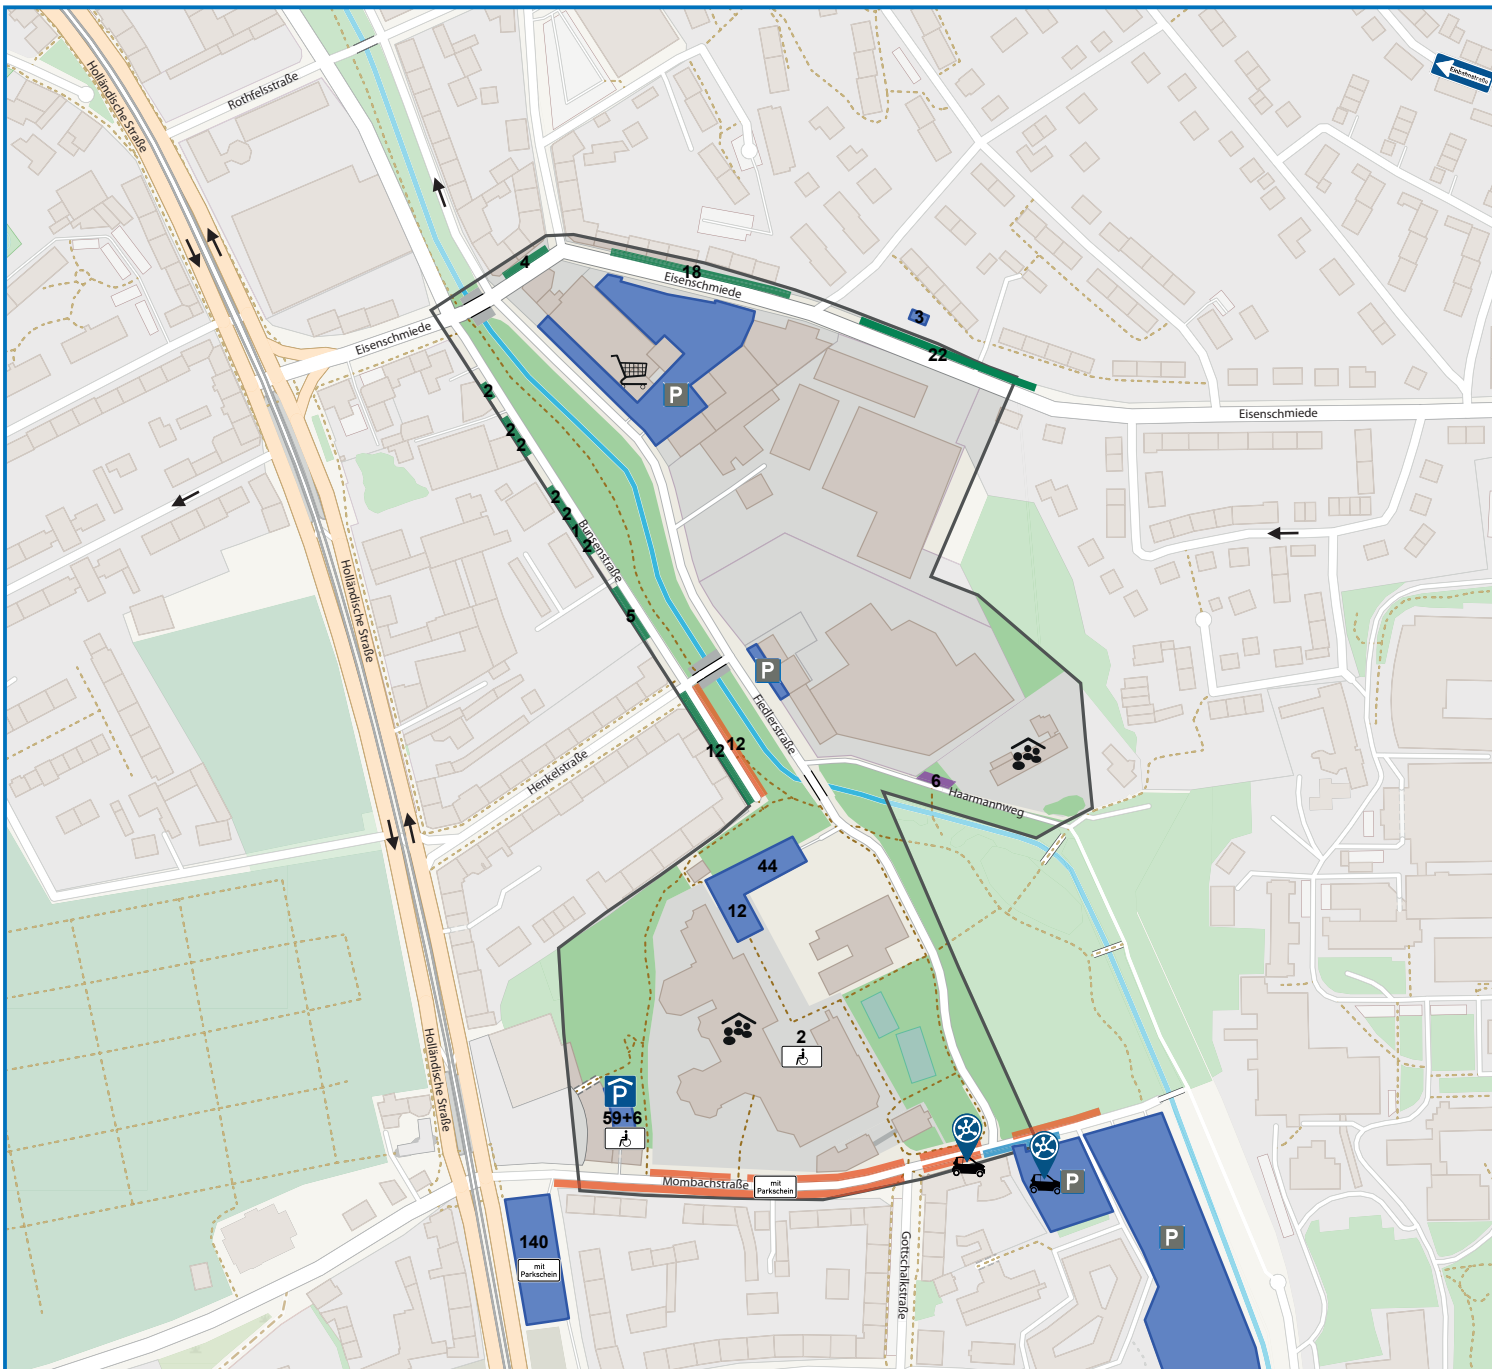 Holländische Straße
Rothfelsstraße
Einbahnstraße
4
18
Eisenschmiede
3
22
Eisenschmiede
P
Eisenschmiede
2
2
2
2
2
1
2
Bunsenstraße
5
Holländische Straße
P
Fiedlerstraße
12
12
Henkelstraße
6
Haarmannweg
44
12
2
Holländische Straße
P
59+6
Mombachstraße
mit
Parkschein
P
140
mit
Parkschein
Gottschalkstraße
P